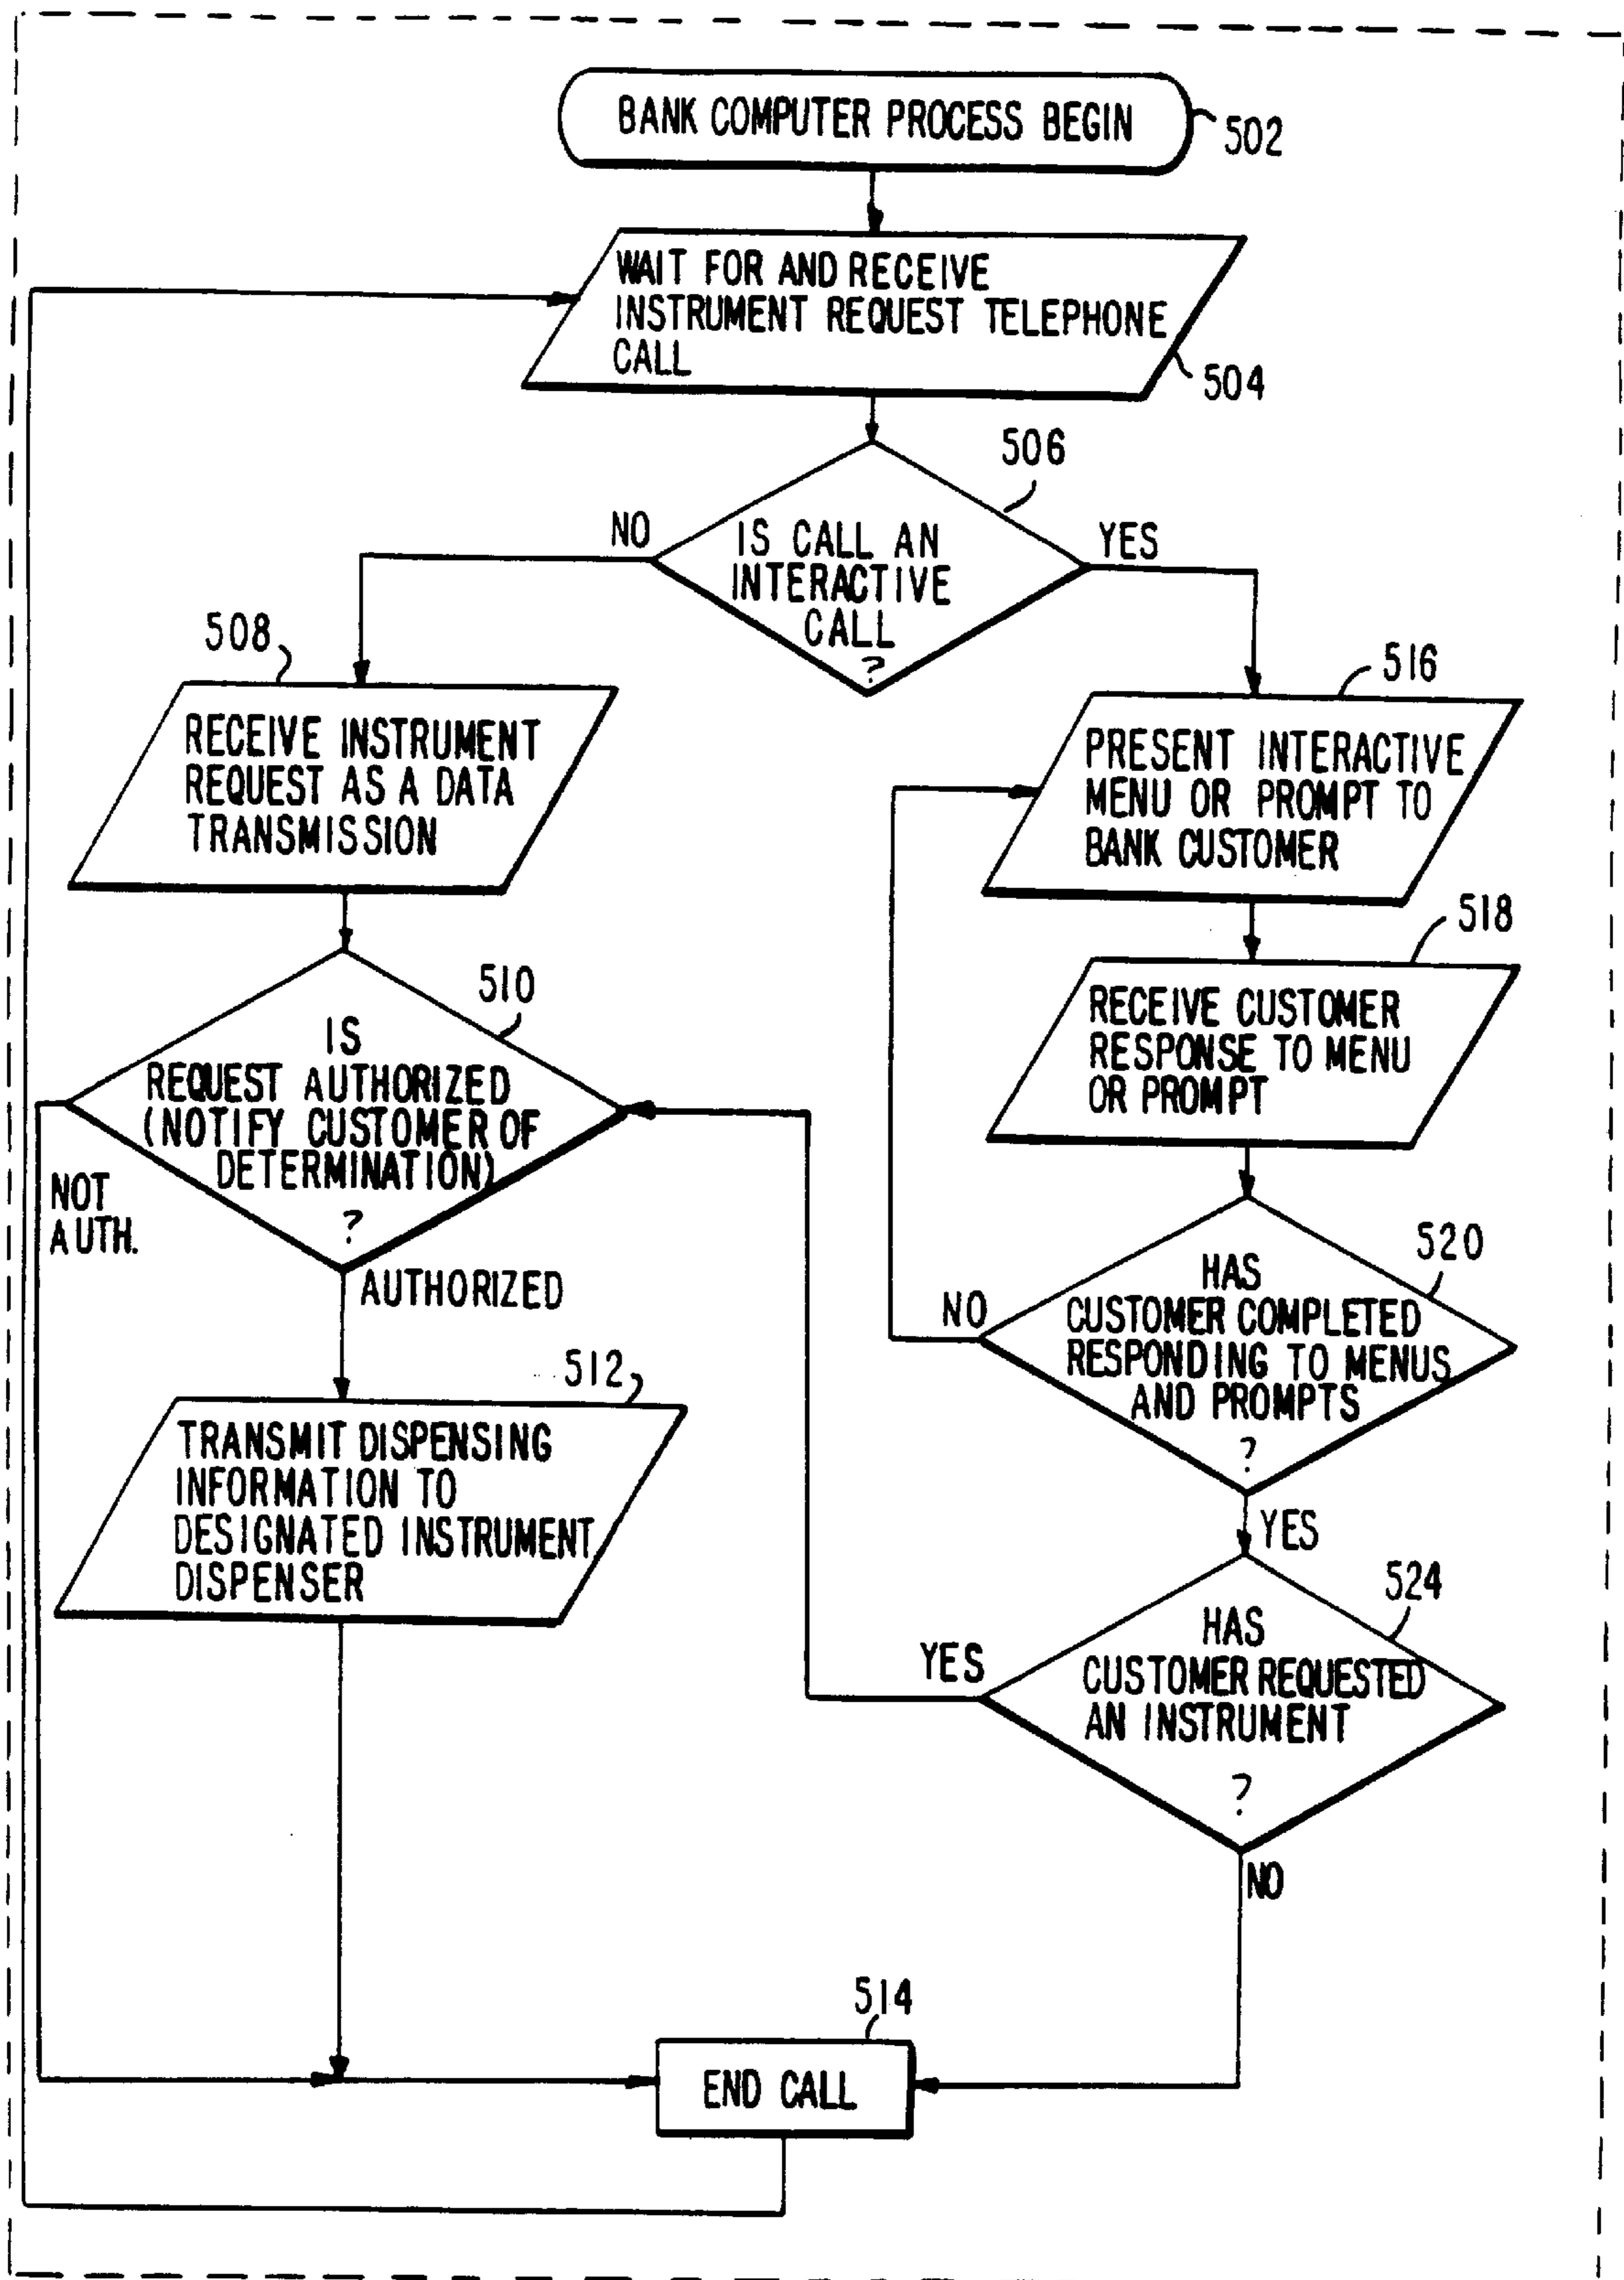 BANK COMPUTER PROCESS BEGIN
502
WAIT FOR AND RECEIVE
INSTRUMENT REQUEST TELEPHONE
CALL
504
506
NO
YES
IS CALL AN
INTERACTIVE
CALL
?
508
RECEIVE INSTRUMENT
REQUEST AS A DATA
TRANSMISSION
516
PRESENT INTERACTIVE
MENU OR PROMPT TO
BANK CUSTOMER
518
RECEIVE CUSTOMER
RESPONSE TO MENU
OR PROMPT
510
IS
REQUEST AUTHORIZED
(NOTIFY CUSTOMER OF
DETERMINATION)
?
NOT
AUTH.
AUTHORIZED
520
HAS
CUSTOMER COMPLETED
RESPONDING TO MENUS
AND PROMPTS
?
NO
YES
512
TRANSMIT DISPENSING
INFORMATION TO
DESIGNATED INSTRUMENT
DISPENSER
524
HAS
CUSTOMER REQUESTED
AN INSTRUMENT
?
YES
NO
514
END CALL